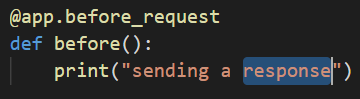 @app.before_request
def before():
    print("sending a response")